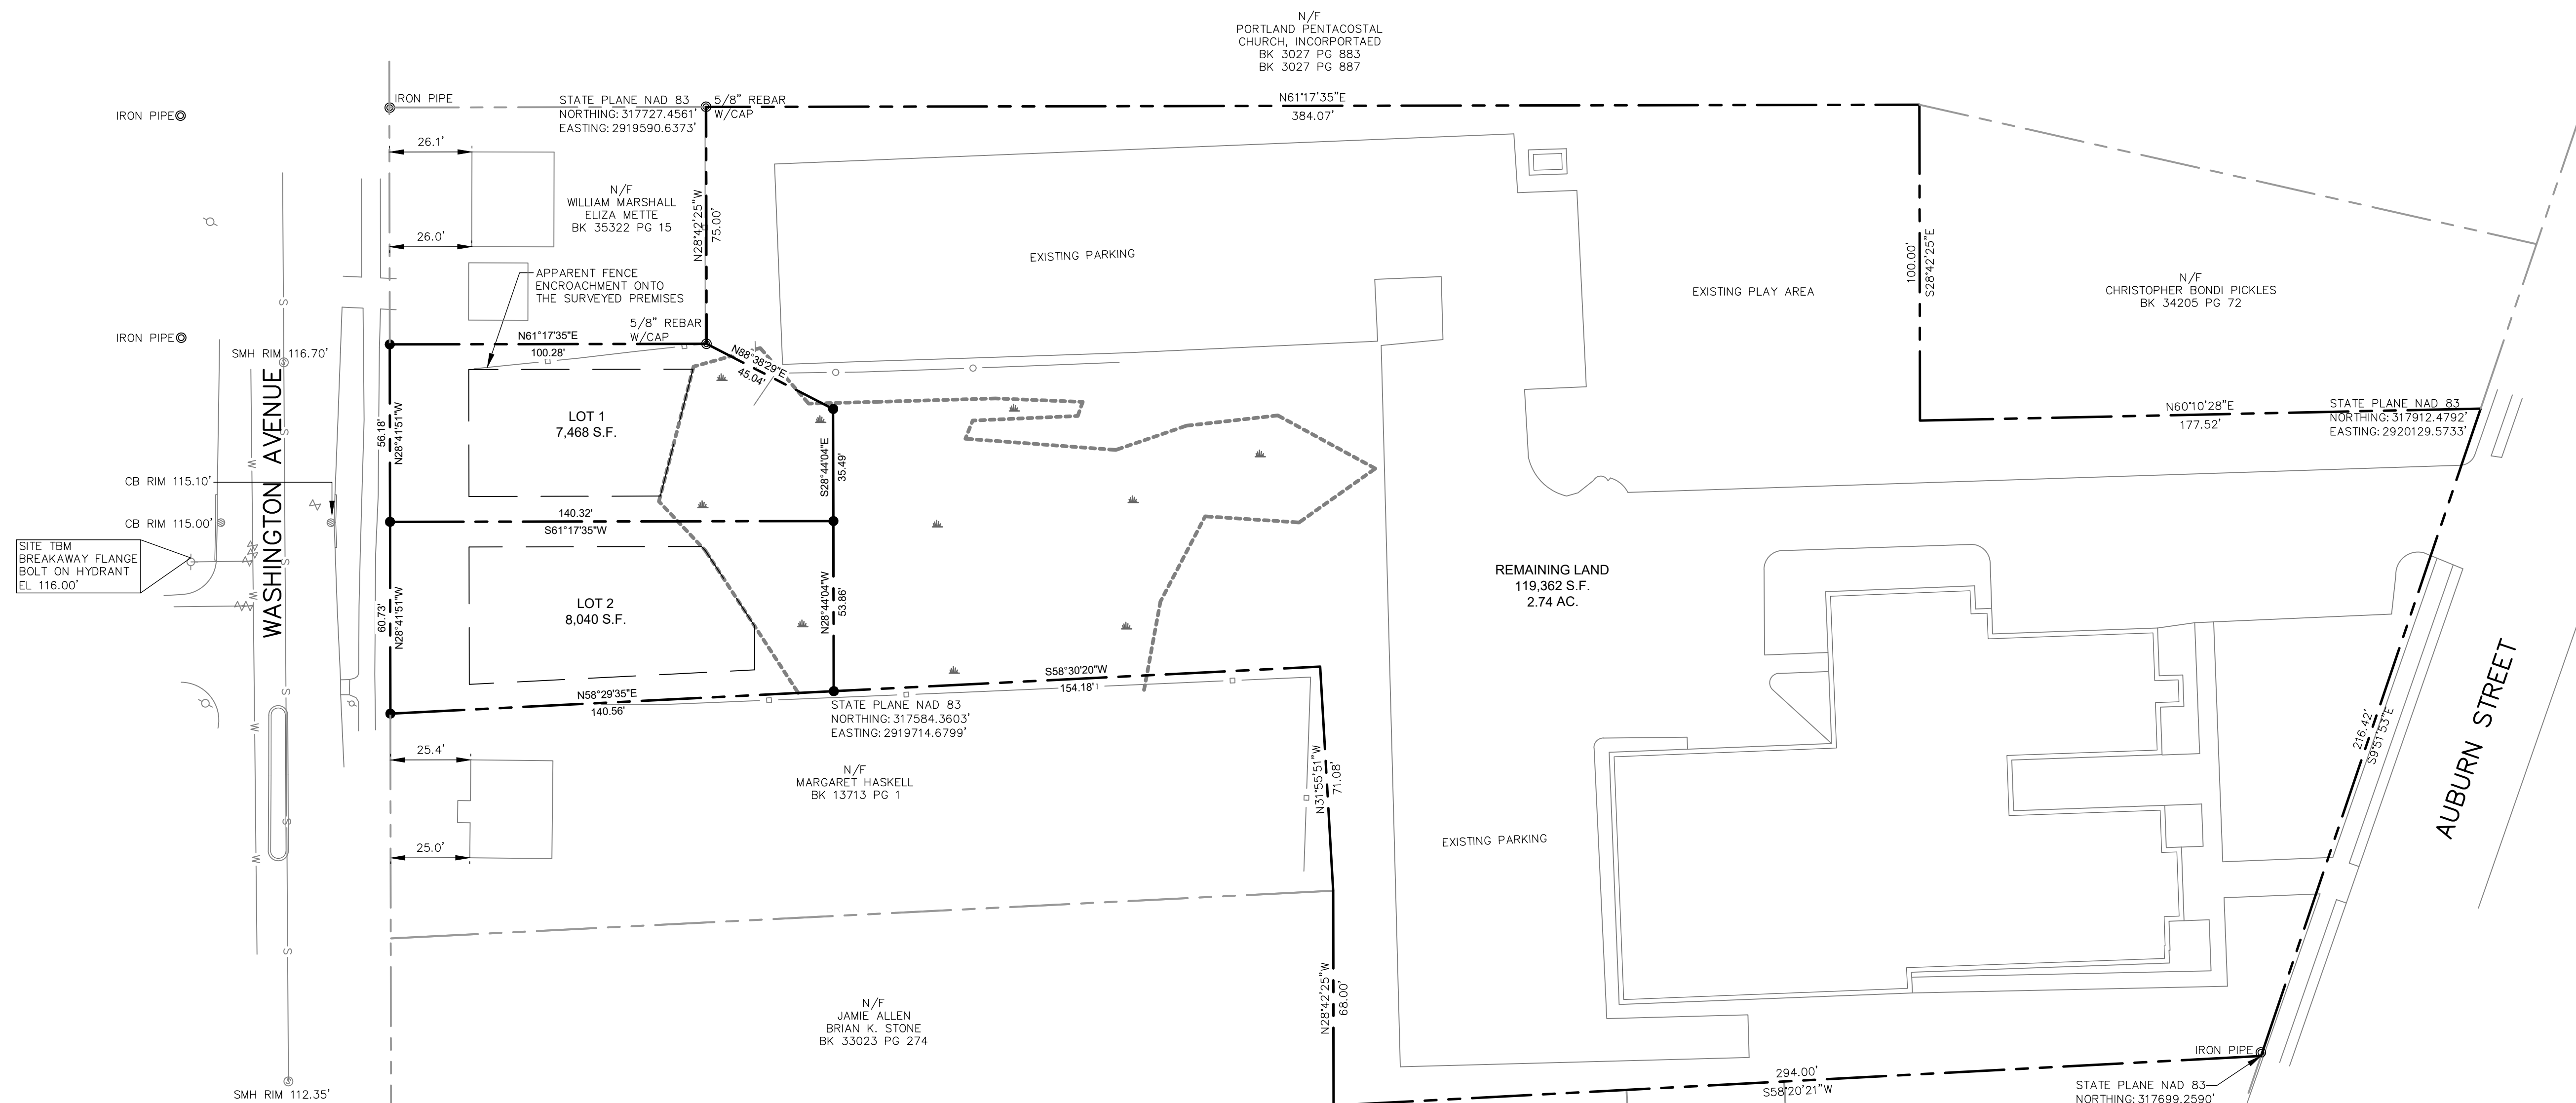 N/F
PORTLAND PENTACOSTAL
CHURCH, INCORPORTAED
BK 3027 PG 883
BK 3027 PG 887
IRON PIPE
IRON PIPE
STATE PLANE NAD 83
NORTHING: 317727.4561'
EASTING: 2919590.6373'
5/8" REBAR
W/CAP
N61°17'35"E
384.07'
26.1'
N/F
WILLIAM MARSHALL
ELIZA METTE
BK 35322 PG 15
26.0'
N28°42'25"W
75.00'
APPARENT FENCE
ENCROACHMENT ONTO
THE SURVEYED PREMISES
EXISTING PARKING
EXISTING PLAY AREA
100.00'
S28°42'25"E
N/F
CHRISTOPHER BONDI PICKLES
BK 34205 PG 72
IRON PIPE
SMH RIM 116.70'
5/8" REBAR
W/CAP
N61°17'35"E
100.28'
N88°38'29"E
45.04'
N60°10'28"E
177.52'
STATE PLANE NAD 83
NORTHING: 317912.4792'
EASTING: 2920129.5733'
WASHINGTON AVENUE
56.18'
N28°41'51"W
LOT 1
7,468 S.F.
S28°44'04"E
35.49'
CB RIM 115.10'
CB RIM 115.00'
140.32'
S61°17'35"W
SITE TBM
BREAKAWAY FLANGE
BOLT ON HYDRANT
EL 116.00'
60.73'
N28°41'51"W
LOT 2
8,040 S.F.
N28°44'04"W
53.86'
REMAINING LAND
119,362 S.F.
2.74 AC.
N58°29'35"E
140.56'
S58°30'20"W
154.18'
STATE PLANE NAD 83
NORTHING: 317584.3603'
EASTING: 2919714.6799'
216.42'
S9°51'53"E
AUBURN STREET
25.4'
N/F
MARGARET HASKELL
BK 13713 PG 1
N31°55'51"W
71.08'
25.0'
EXISTING PARKING
N/F
JAMIE ALLEN
BRIAN K. STONE
BK 33023 PG 274
N28°42'25"W
68.00'
SMH RIM 112.35'
294.00'
S58°20'21"W
IRON PIPE
STATE PLANE NAD 83
NORTHING: 317699.2590'
S
S
S
S
S
S
W
W
W
W
W